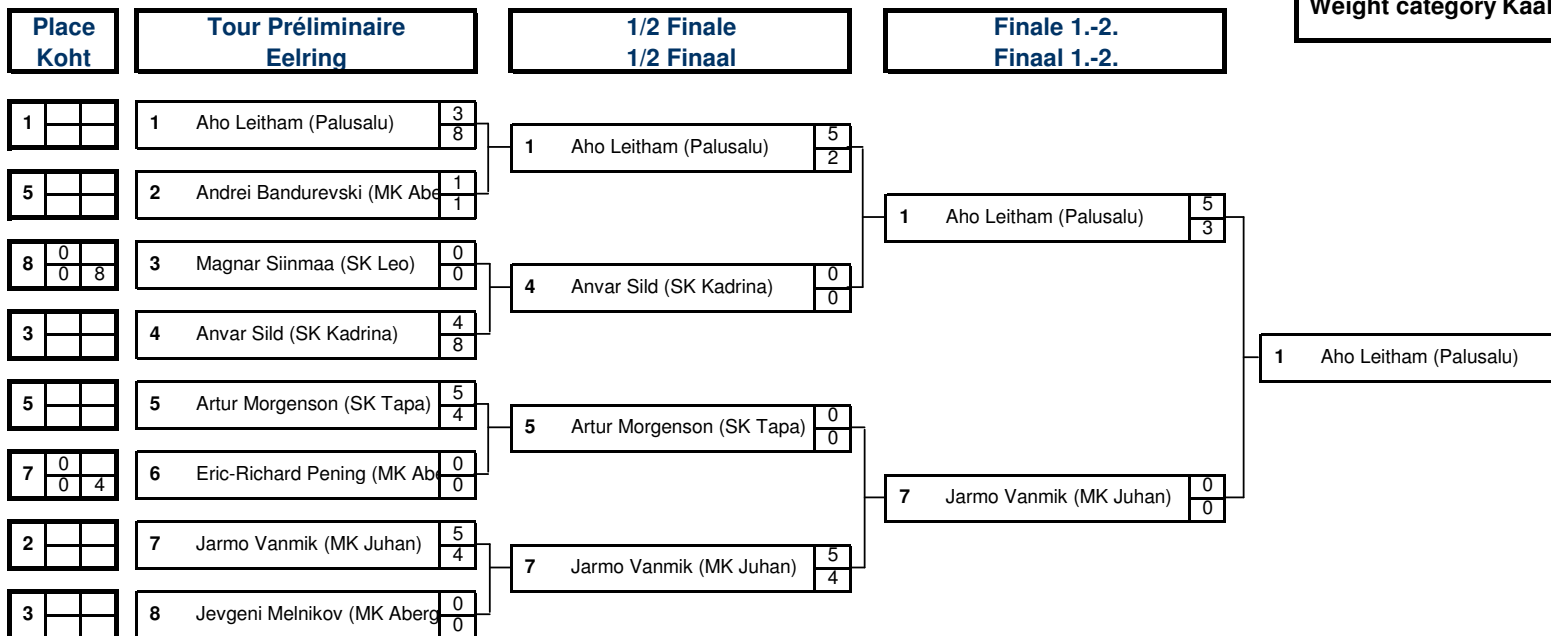 Weight category Kaal
Place Tour Préliminaire 1/2 Finale Finale 1.-2.
Koht Eelring 1/2 Finaal Finaal 1.-2.
1 1 Aho Leitham (Palusalu) 3
8
1 Aho Leitham (Palusalu) 5
2
5 2 Andrei Bandurevski (MK Abe 1
1
1 Aho Leitham (Palusalu) 5
3
8 0 3 Magnar Siinmaa (SK Leo) 0
0 8 0
4 Anvar Sild (SK Kadrina) 0
0
3 4 Anvar Sild (SK Kadrina) 4
8
1 Aho Leitham (Palusalu)
5 5 Artur Morgenson (SK Tapa) 5
4
5 Artur Morgenson (SK Tapa) 0
0
7 0 6 Eric-Richard Pening (MK Abe 0
0 4 0
7 Jarmo Vanmik (MK Juhan) 0
0
2 7 Jarmo Vanmik (MK Juhan) 5
4
7 Jarmo Vanmik (MK Juhan) 5
4
3 8 Jevgeni Melnikov (MK Aberg 0
0